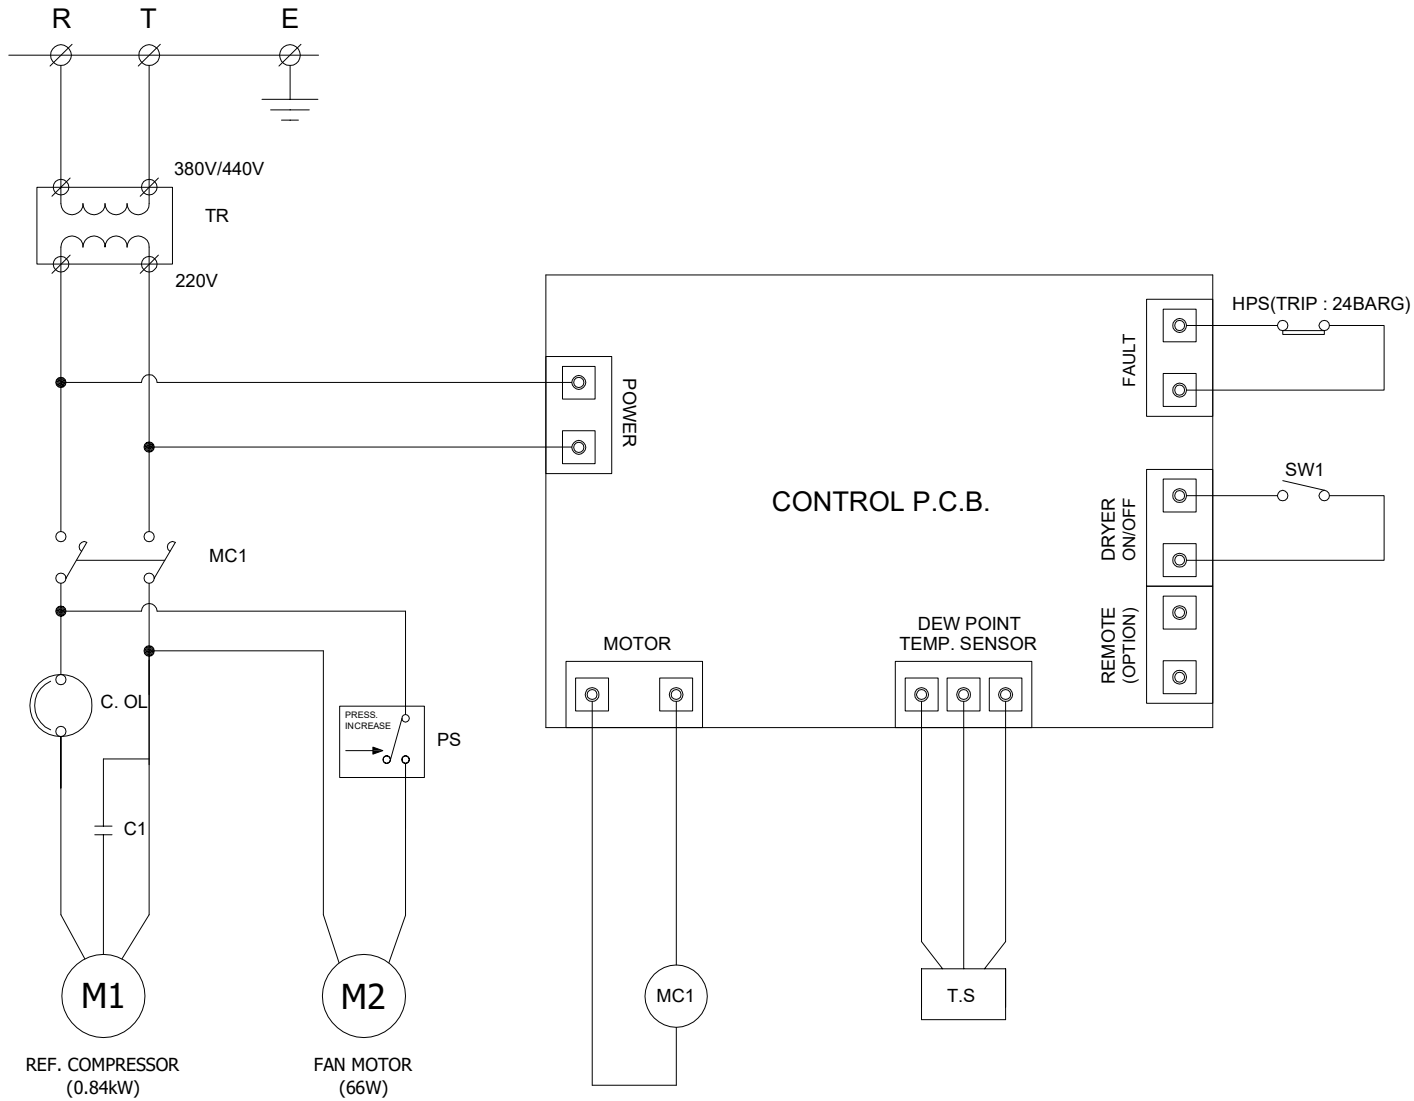 R T E
380V/440V
TR
220V
HPS(TRIP : 24BARG)
FAULT
POWER
SW1
CONTROL P.C.B.
DRYER
ON/OFF
MC1
REMOTE
(OPTION)
MOTOR
DEW POINT
TEMP. SENSOR
C. OL
PRESS.
INCREASE
PS
C1
M1
M2
MC1
T.S
REF. COMPRESSOR
(0.84kW)
FAN MOTOR
(66W)